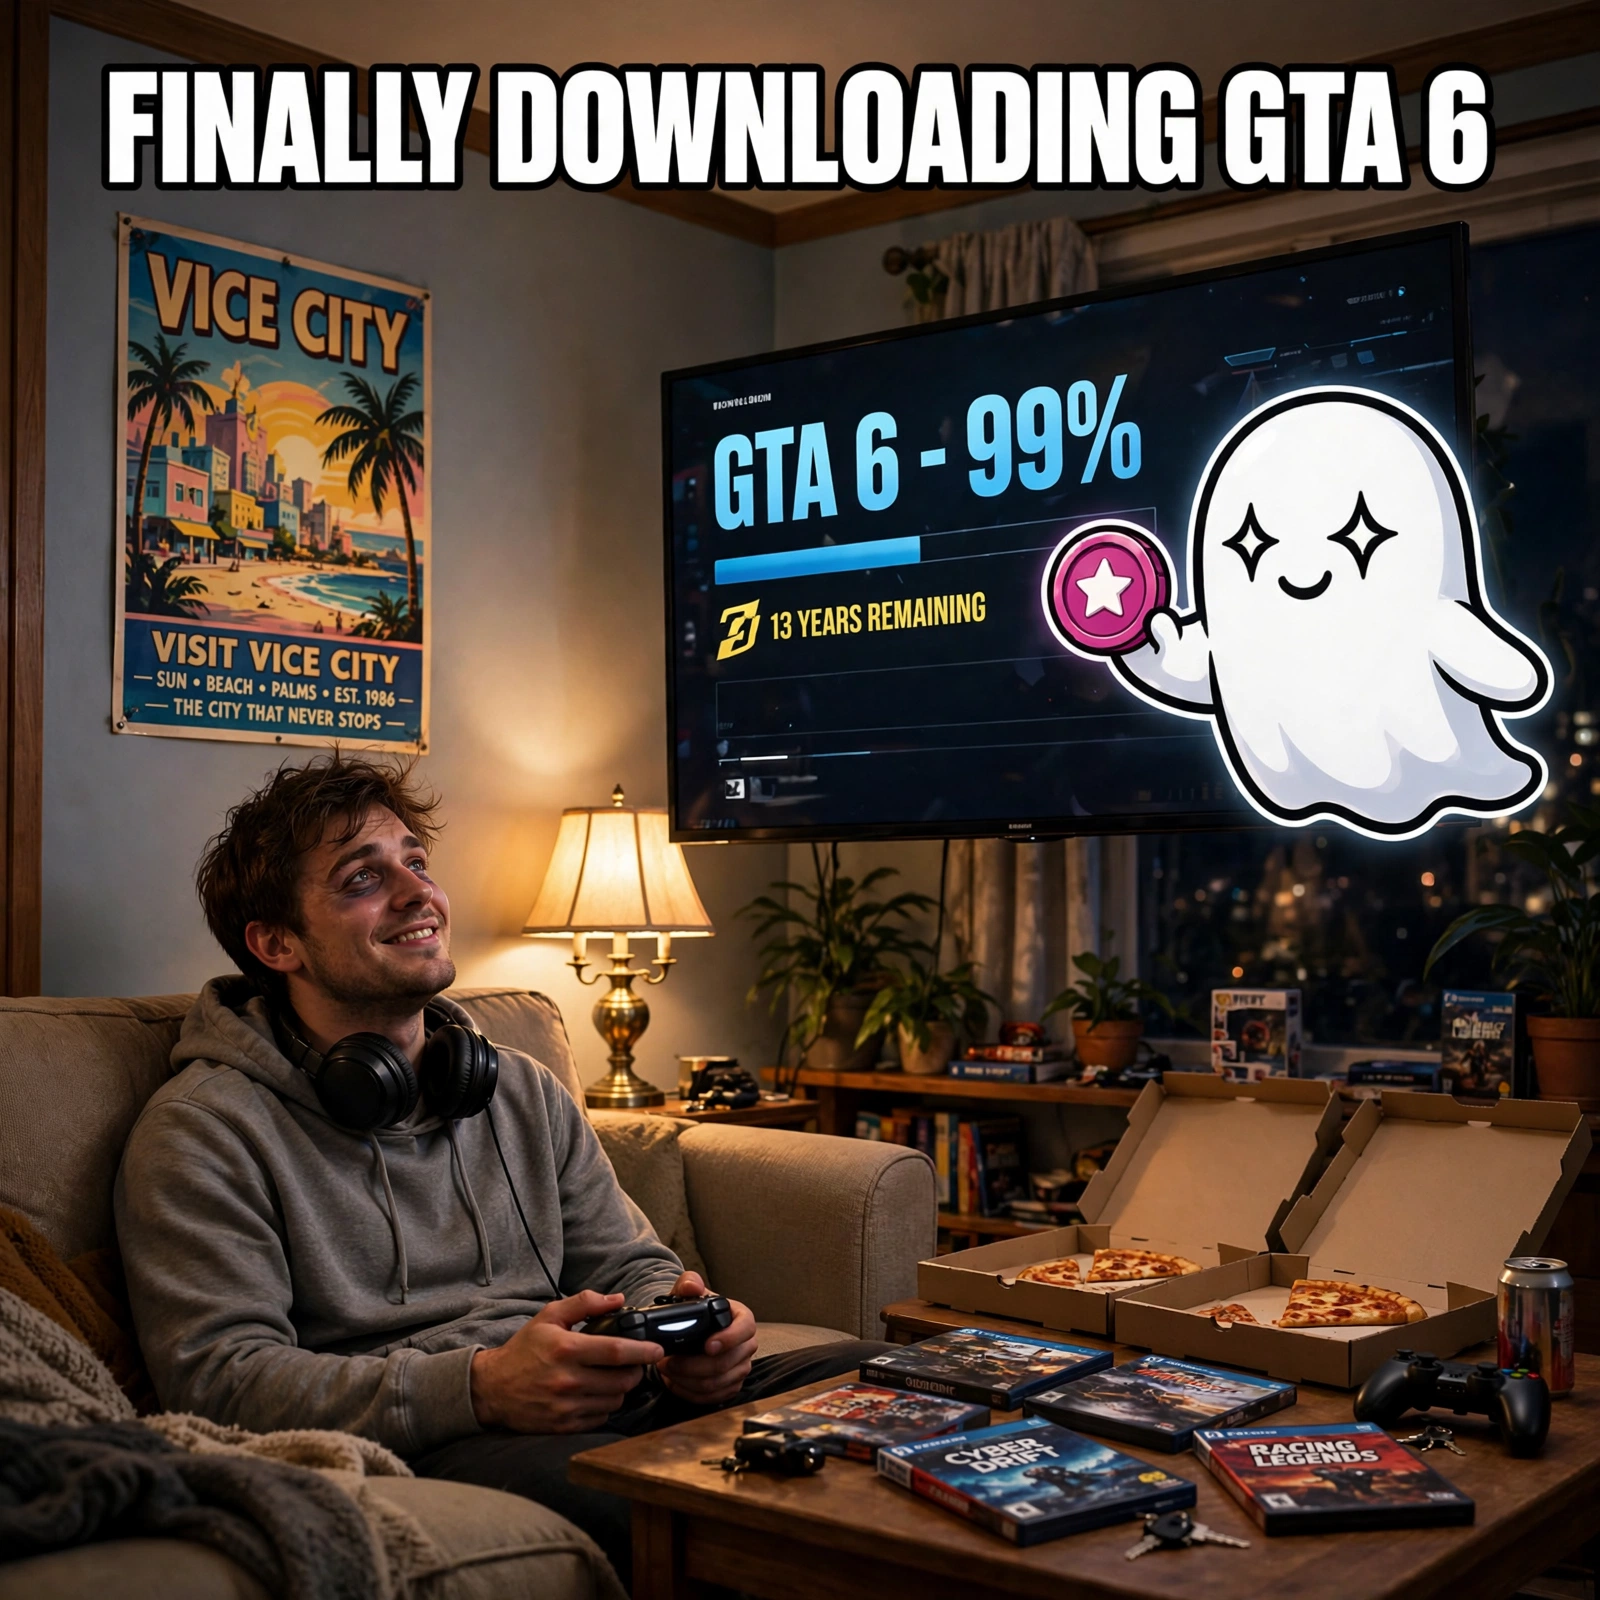 FINALLY DOWNLOADING GTA 6
VICE CITY
VISIT VICE CITY
SUN • BEACH • PALMS • EST. 1986
THE CITY THAT NEVER STOPS
GTA 6 - 99%
13 YEARS REMAINING
CYBER
DRIFT
RACING
LEGENDS